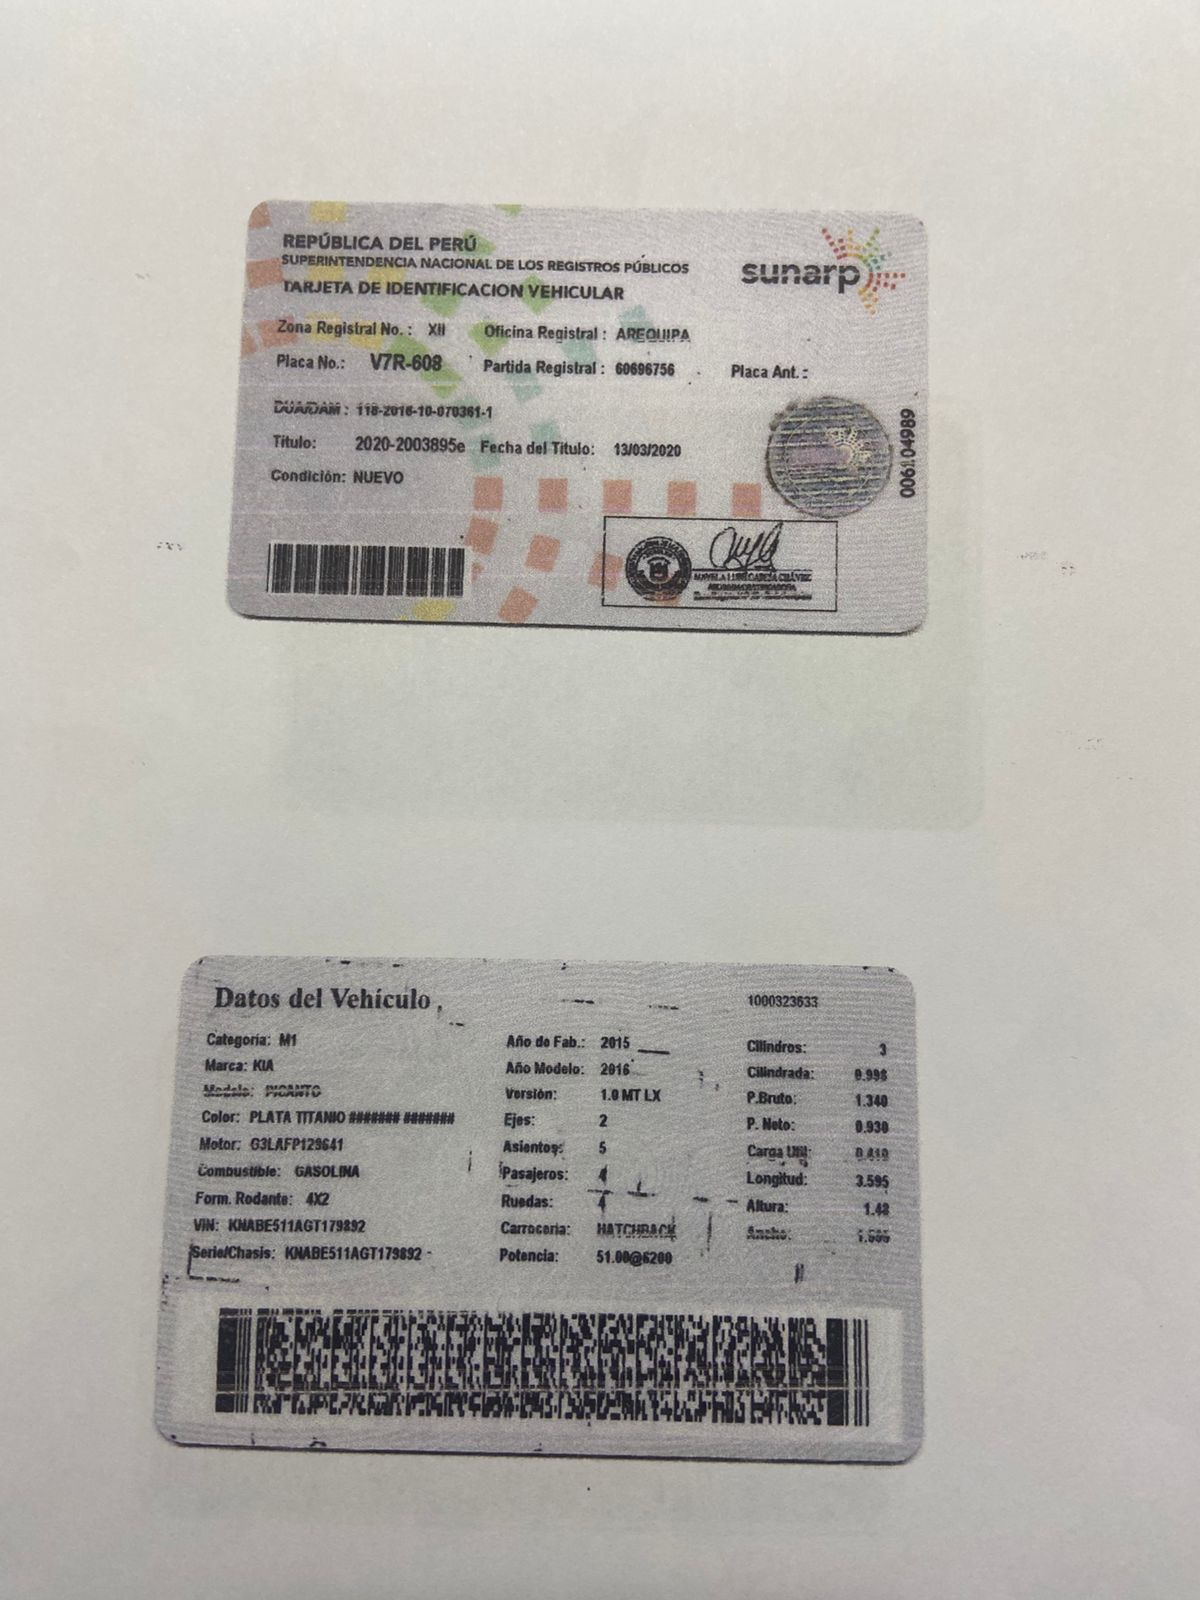 REPÚBLICA DEL PERÚ
SUPERINTENDENCIA NACIONAL DE LOS REGISTROS PÚBLICOS
TARJETA DE IDENTIFICACION VEHICULAR
sunarp
Zona Registral No. : XII Oficina Registral : AREQUIPA
Placa No.: V7R-608 Partida Registral : 60696756 Placa Ant. :
DUA/DAM : 118-2016-10-070361-1
Título: 2020-2003895e Fecha del Título: 13/03/2020
Condición: NUEVO
006104989
Datos del Vehículo
1000323633
Categoría: M1 Año de Fab.: 2015 Cilindros: 3
Marca: KIA Año Modelo: 2016 Cilindrada: 0.998
Modelo: PICANTO Versión: 1.0 MT LX P.Bruto: 1.340
Color: PLATA TITANIO ####### ####### Ejes: 2 P. Neto: 0.930
Motor: G3LAFP129641 Asientos: 5 Carga Util: 0.410
Combustible: GASOLINA Pasajeros: 4 Longitud: 3.595
Form. Rodante: 4X2 Ruedas: 4 Altura: 1.48
VIN: KNABE511AGT179892 Carrocería: HATCHBACK Ancho: 1.595
Serie/Chasis: KNABE511AGT179892 Potencia: 51.00@6200